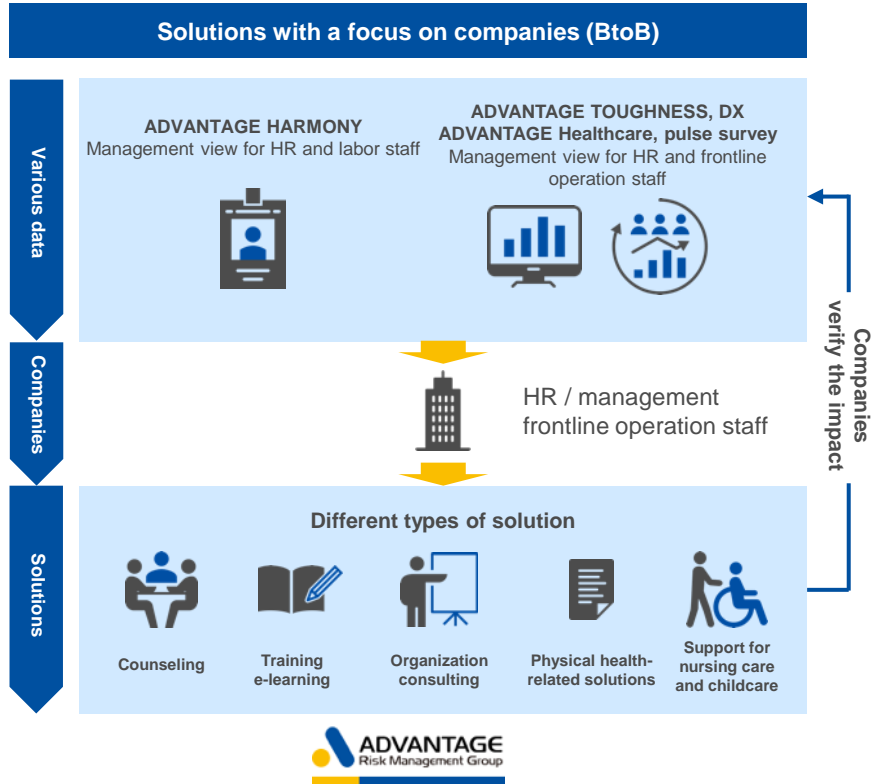 Solutions with a focus on companies (BtoB)
Various data
ADVANTAGE HARMONY
Management view for HR and labor staff
ADVANTAGE TOUGHNESS, DX
ADVANTAGE Healthcare, pulse survey
Management view for HR and frontline
operation staff
Companies
HR / management
frontline operation staff
Companies
verify the impact
Solutions
Different types of solution
Counseling
Training
e-learning
Organization
consulting
Physical health-
related solutions
Support for
nursing care
and childcare
ADVANTAGE
Risk Management Group